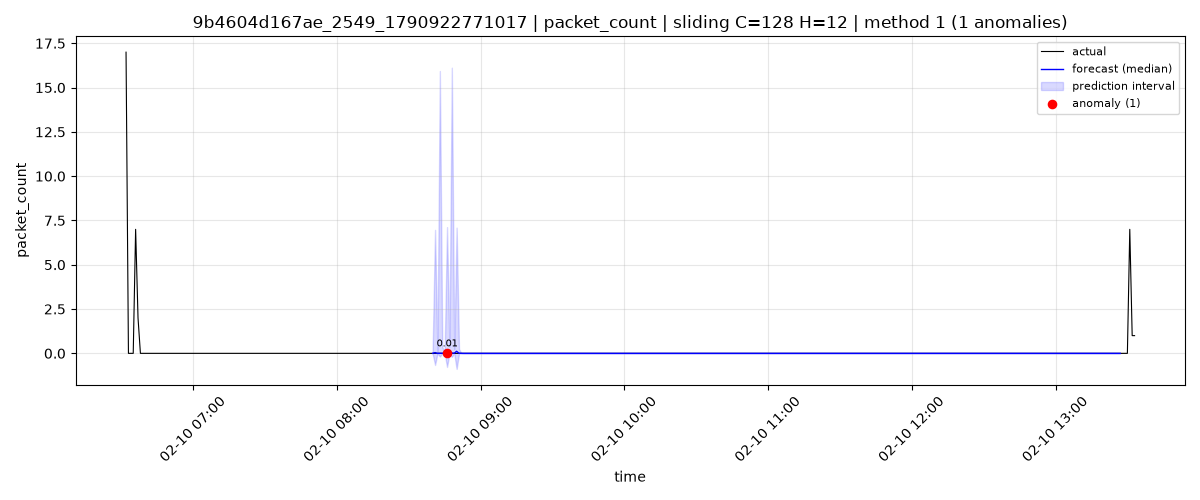 9b4604d167ae_2549_1790922771017 | packet_count | sliding C=128 H=12 | method 1 (1 anomalies)
actual
forecast (median)
prediction interval
anomaly (1)
packet_count
17.5
15.0
12.5
10.0
7.5
5.0
2.5
0.0
0.01
02-10 07:00
02-10 08:00
02-10 09:00
02-10 10:00
02-10 11:00
02-10 12:00
02-10 13:00
time